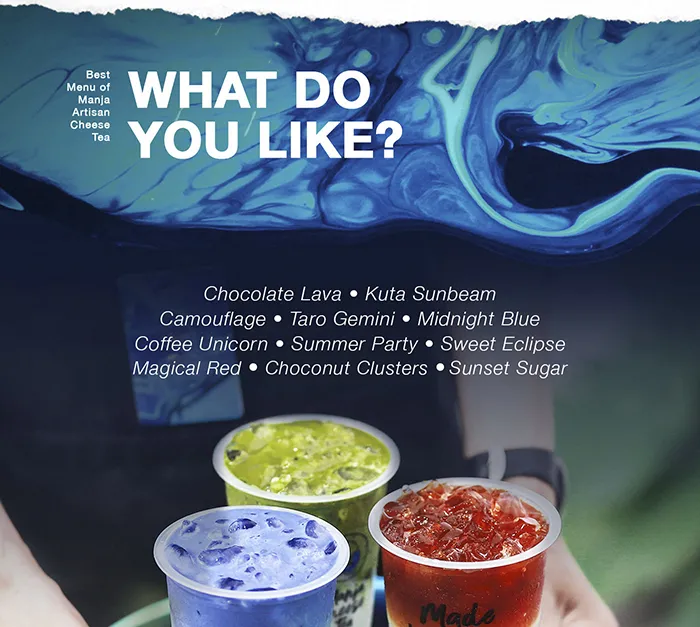 Best
Menu of
Manja
Artisan
Cheese
Tea
WHAT DO
YOU LIKE?
Chocolate Lava • Kuta Sunbeam
Camouflage • Taro Gemini • Midnight Blue
Coffee Unicorn • Summer Party • Sweet Eclipse
Magical Red • Choconut Clusters • Sunset Sugar
Made